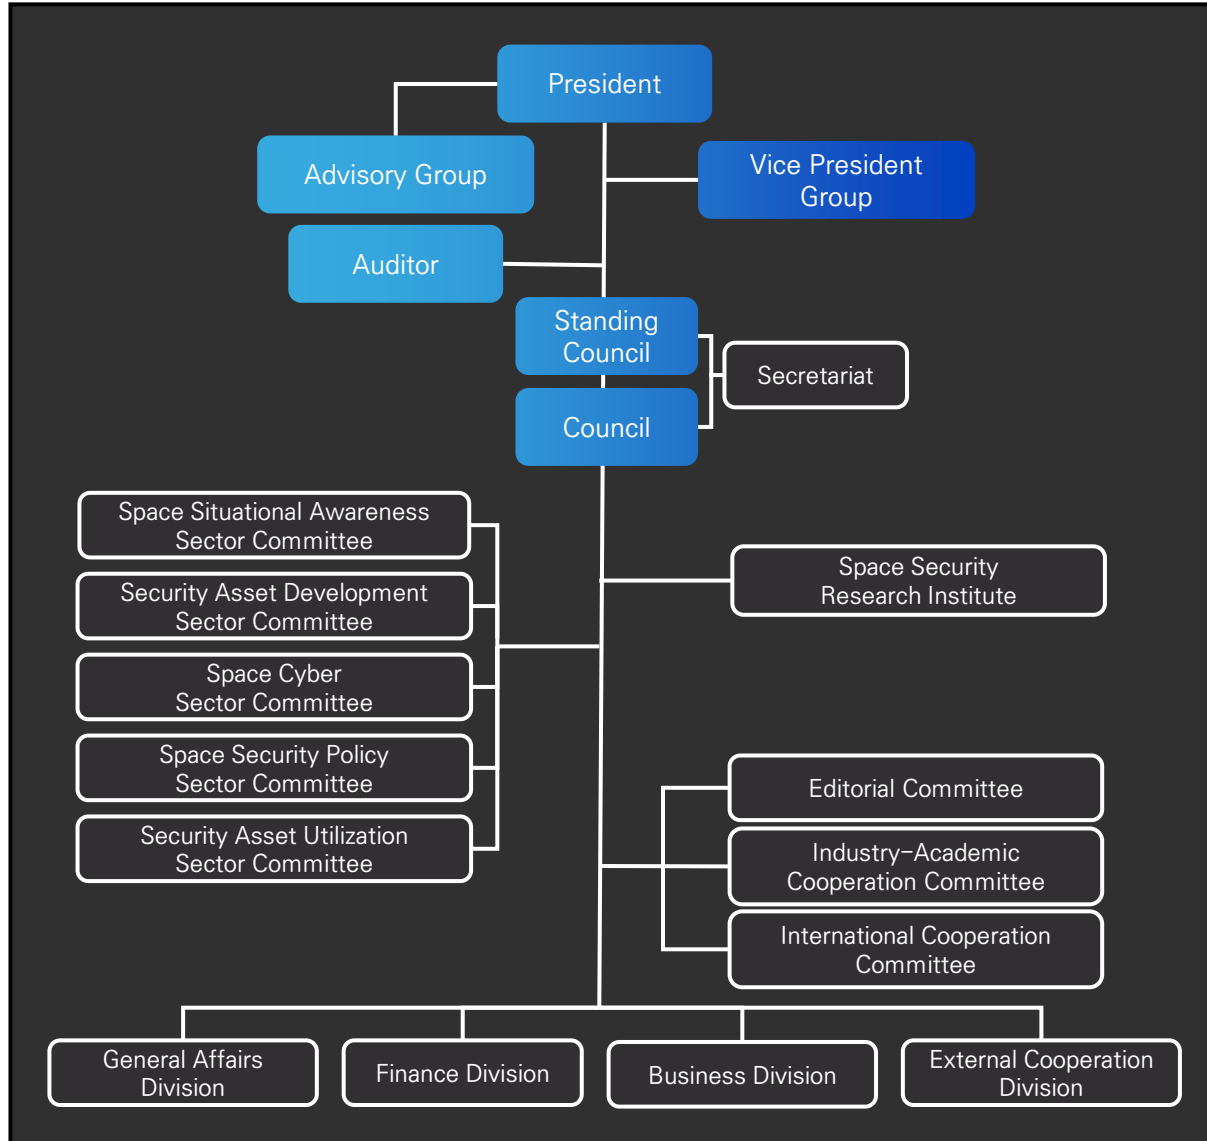 President
Advisory Group
Vice President
Group
Auditor
Standing
Council
Secretariat
Council
Space Situational Awareness
Sector Committee
Security Asset Development
Sector Committee
Space Cyber
Sector Committee
Space Security Policy
Sector Committee
Security Asset Utilization
Sector Committee
Space Security
Research Institute
Editorial Committee
Industry–Academic
Cooperation Committee
International Cooperation
Committee
General Affairs
Division
Finance Division
Business Division
External Cooperation
Division